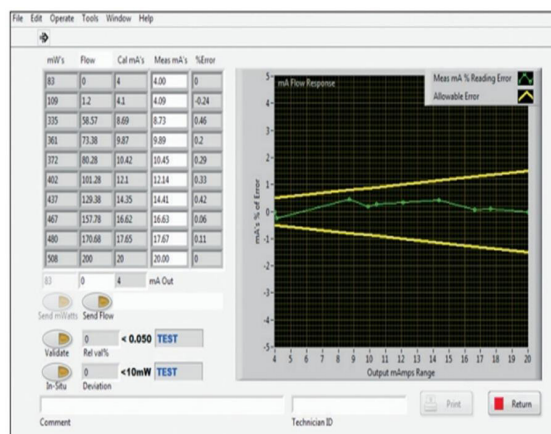 File Edit Operate Tools Window Help
mW's Flow Cal mA's Meas mA's %Error
83 0 4 4.00 0
109 1.2 4.1 4.09 -0.24
335 58.57 8.69 8.73 0.46
361 73.38 9.87 9.89 0.2
372 80.28 10.42 10.45 0.29
402 101.28 12.1 12.14 0.33
437 129.38 14.35 14.41 0.42
467 157.78 16.62 16.63 0.06
480 170.68 17.65 17.67 0.11
508 200 20 20.00 0
83 0 4 mA Out
Send mWatts Send Flow
0 < 0.050 TEST
Validate Rel val%
0 <10mW TEST
In-Situ Deviation
mA Flow Response
Meas mA % Reading Error
Allowable Error
mA's % of Error
5
4
3
2
1
0
-1
-2
-3
-4
-5
4 5 6 7 8 9 10 11 12 13 14 15 16 17 18 19 20
Output mAmps Range
Comment
Technician ID
Print
Return